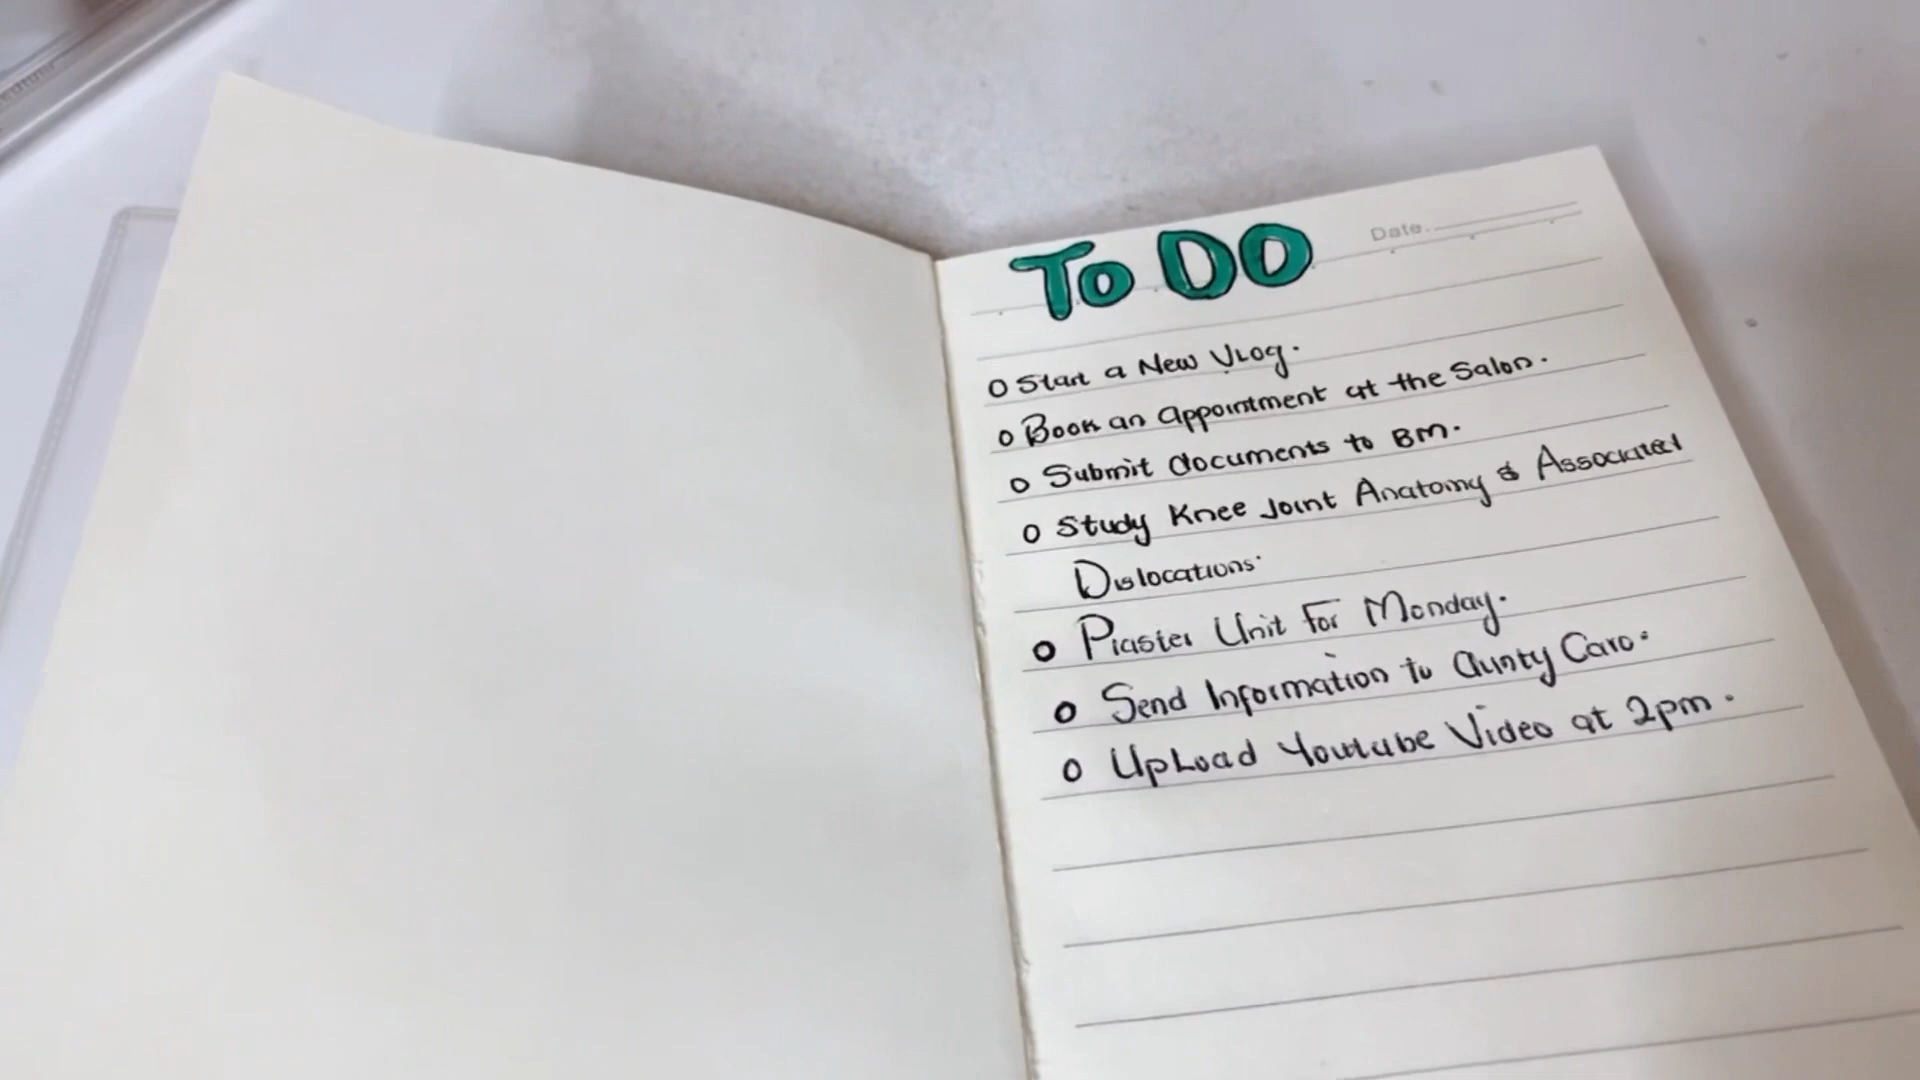 To DO
Date.
Start a New Vlog.
Book an appointment at the Salon.
Submit documents to BM.
Study Knee Joint Anatomy & Associated
Dislocations.
Plaster Unit For Monday.
Send Information to Aunty Caro.
Upload Youtube Video at 2pm.